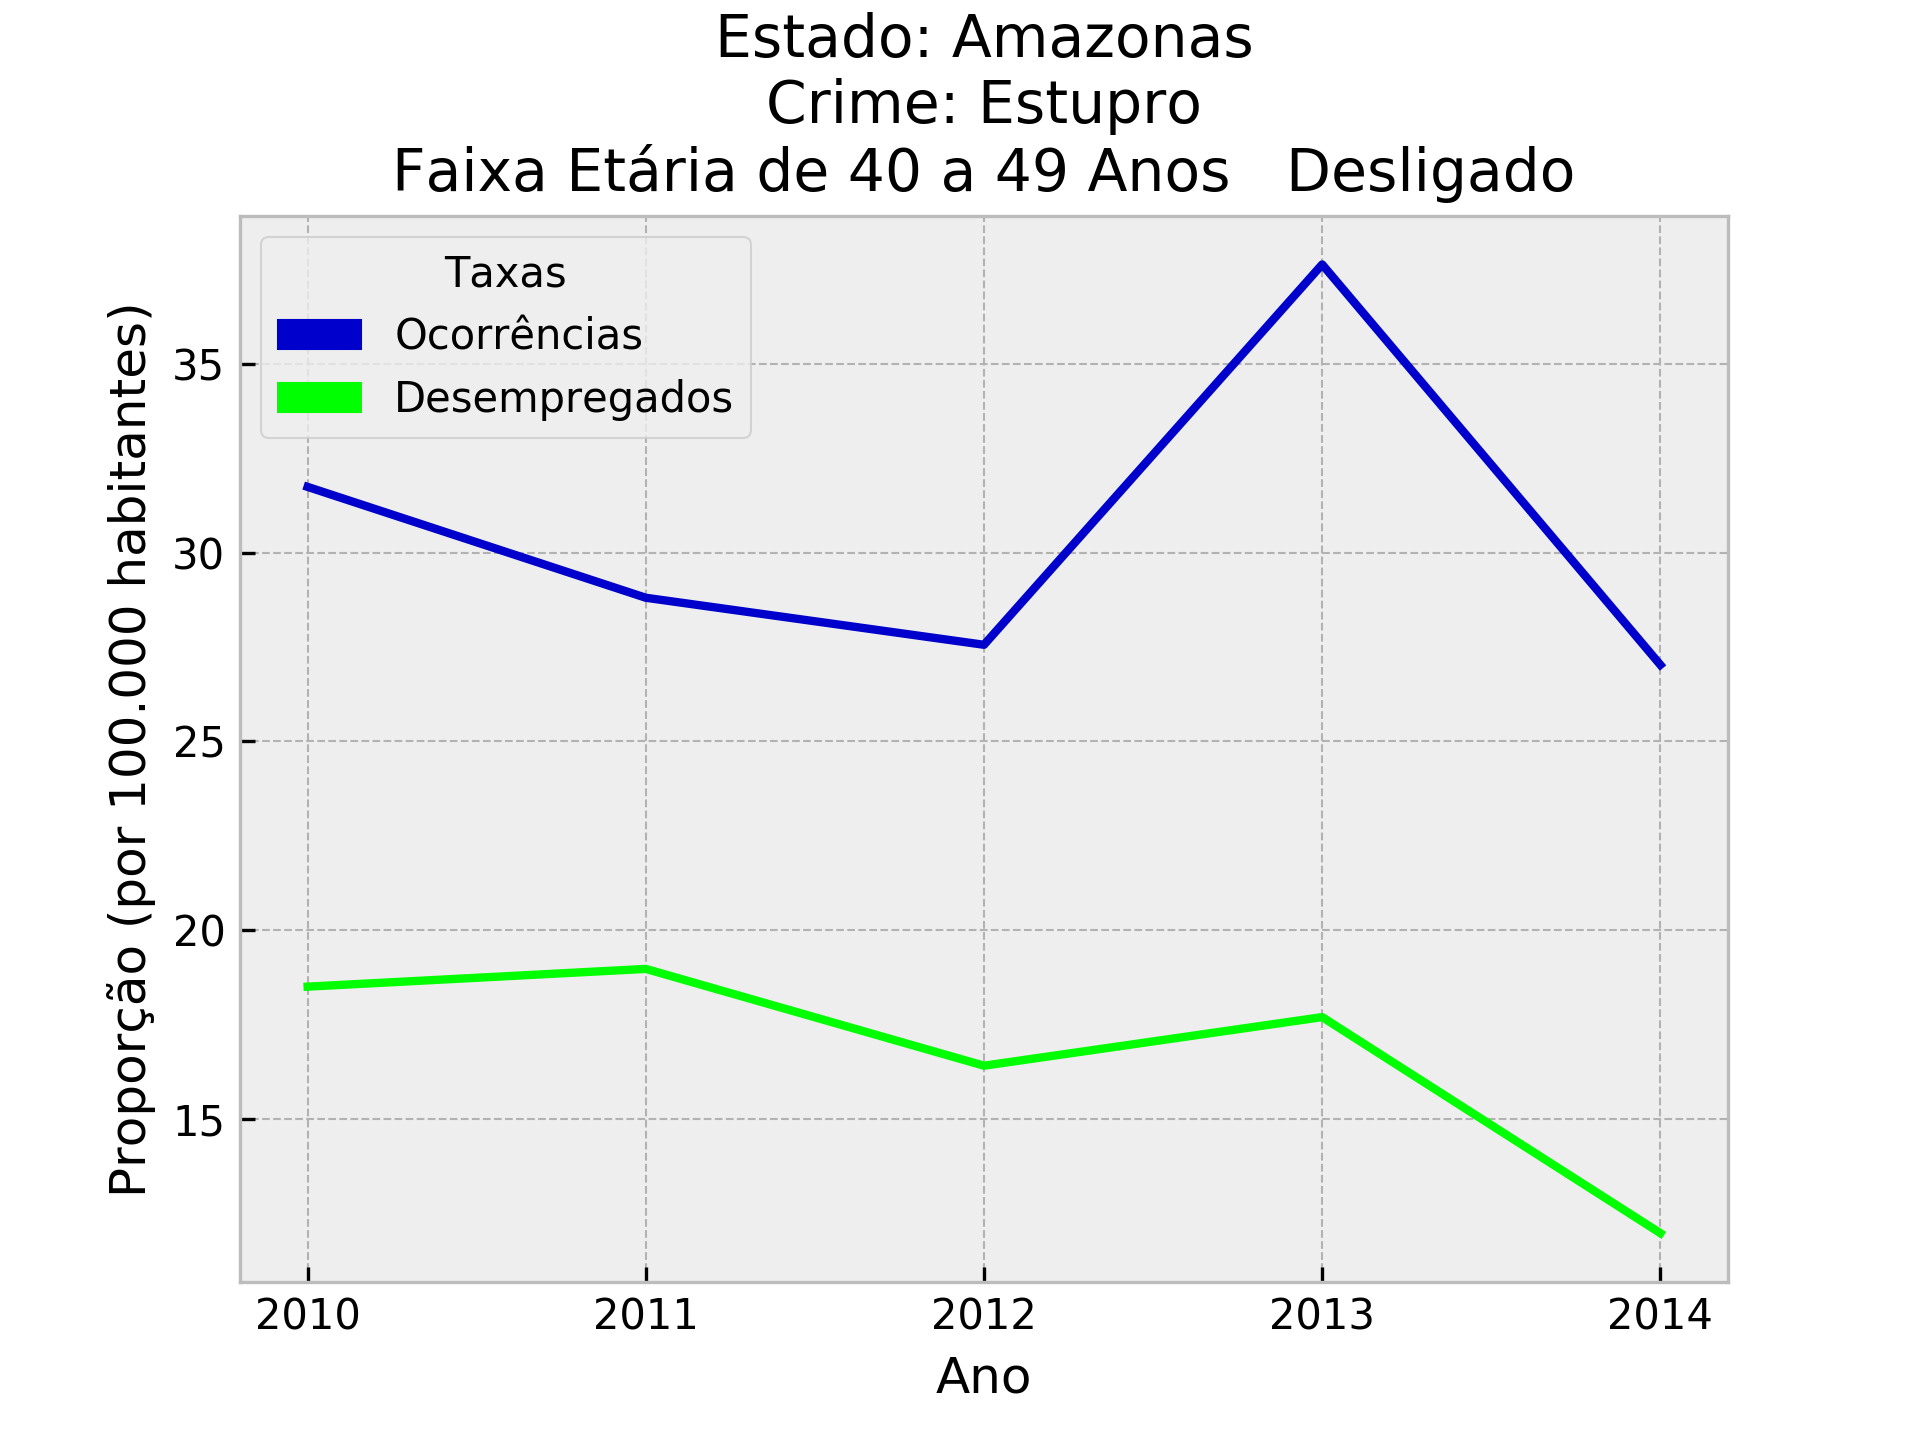 Estado: Amazonas
Crime: Estupro
Faixa Etária de 40 a 49 Anos   Desligado
Taxas
Ocorrências
Desempregados
Proporção (por 100.000 habitantes)
35
30
25
20
15
2010
2011
2012
2013
2014
Ano